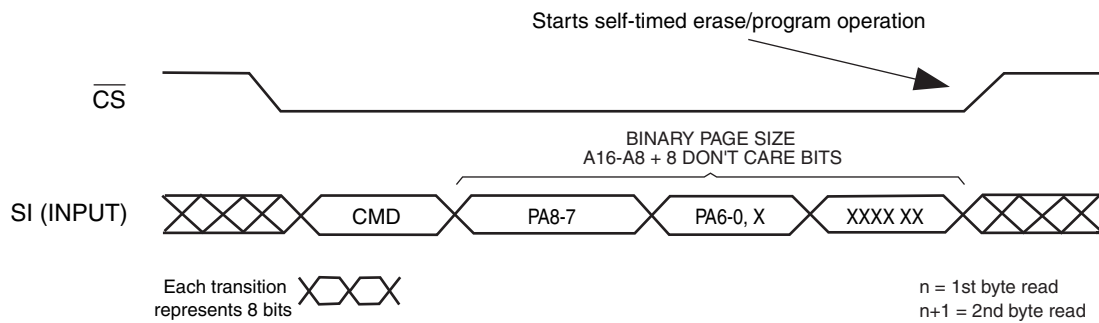 Starts self-timed erase/program operation
CS
BINARY PAGE SIZE
A16-A8 + 8 DON'T CARE BITS
SI (INPUT)
CMD
PA8-7
PA6-0, X
XXXX XX
Each transition
represents 8 bits
n = 1st byte read
n+1 = 2nd byte read